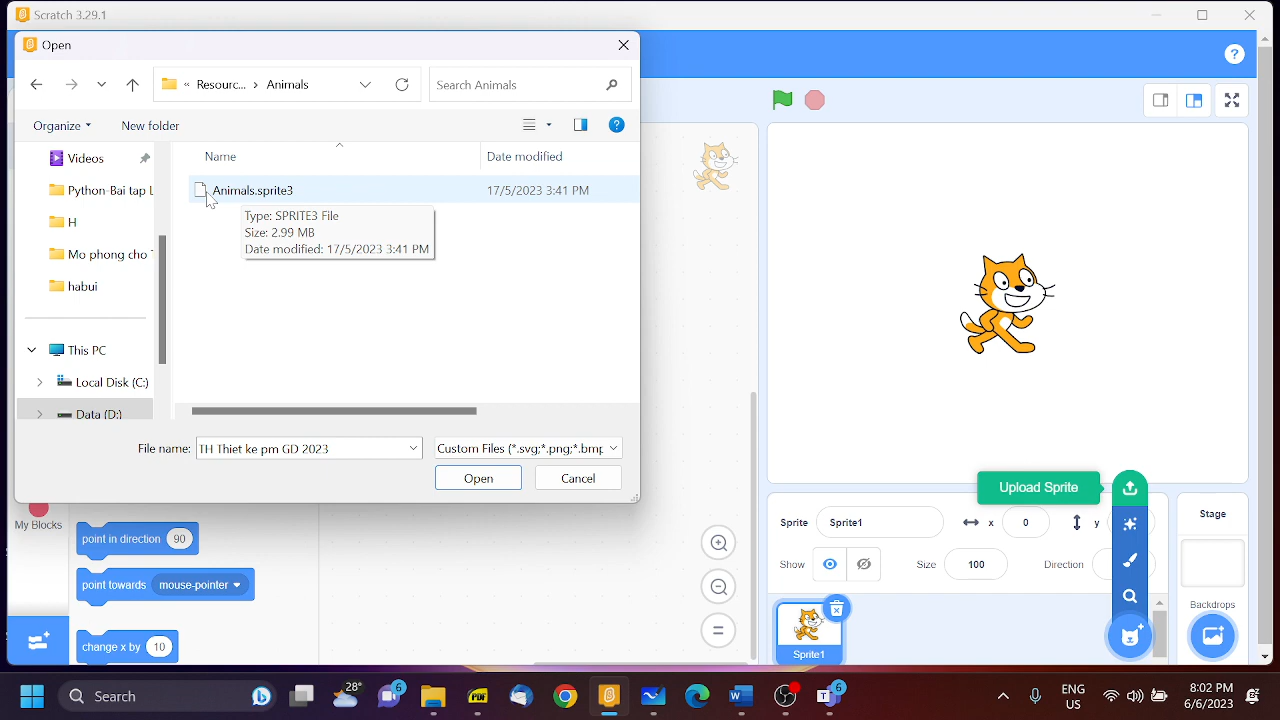 Scratch 3.29.1
Open
« Resourc... > Animals
Search Animals
Organize
New folder
Name
Date modified
Videos
Python-Bai tap L
H
Mo phong cho T
habui
This PC
Local Disk (C:)
Data (D:)
Animals.sprite3
17/5/2023 3:41 PM
Type: SPRITE3 File
Size: 2.99 MB
Date modified: 17/5/2023 3:41 PM
File name:
TH Thiet ke pm GD 2023
Custom Files (*.svg;*.png;*.bmp
Open
Cancel
My Blocks
point in direction 90
point towards mouse-pointer
change x by 10
Upload Sprite
Sprite
Sprite1
x
0
y
Show
Size
100
Direction
Sprite1
Stage
Backdrops
Search
28°
6
PDF
6
ENG
US
8:02 PM
6/6/2023